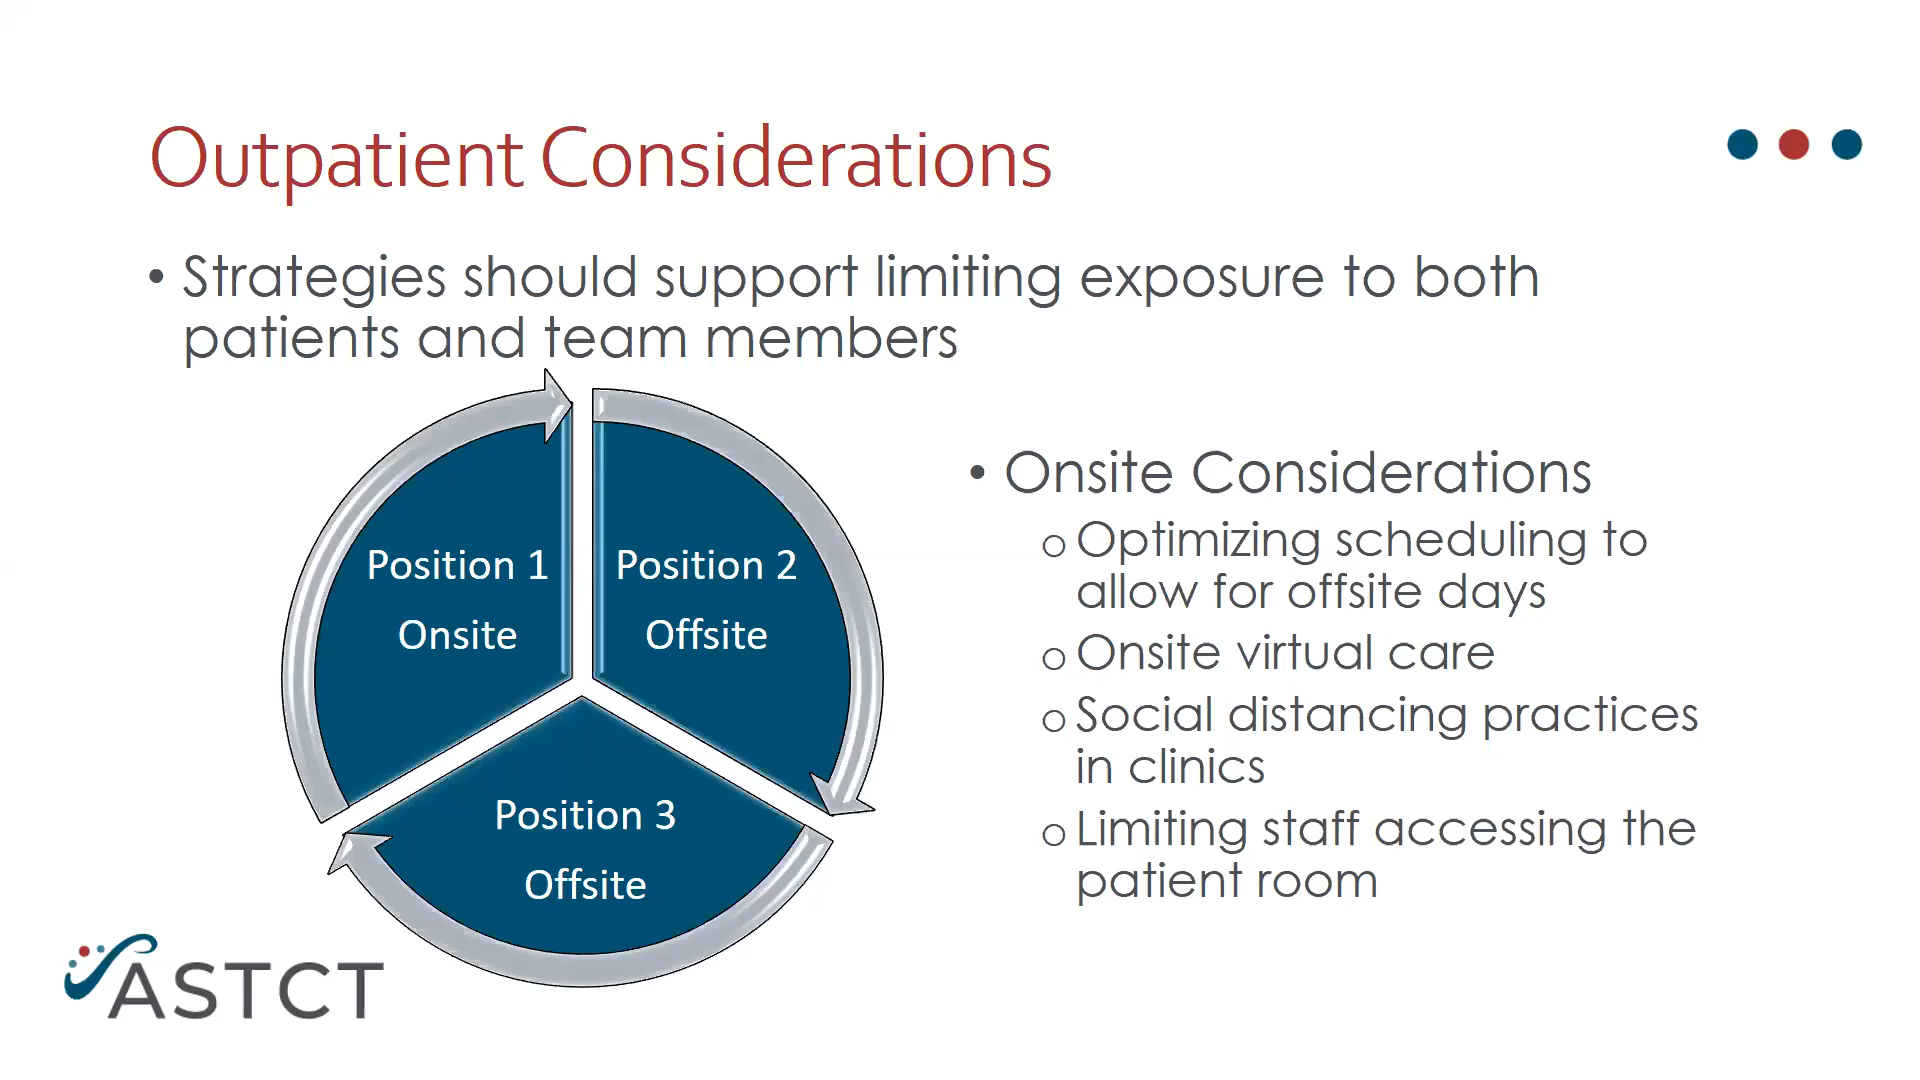 Outpatient Considerations
• Strategies should support limiting exposure to both
patients and team members
Position 1
Onsite
Position 2
Offsite
Position 3
Offsite
• Onsite Considerations
o Optimizing scheduling to
allow for offsite days
o Onsite virtual care
o Social distancing practices
in clinics
o Limiting staff accessing the
patient room
ASTCT